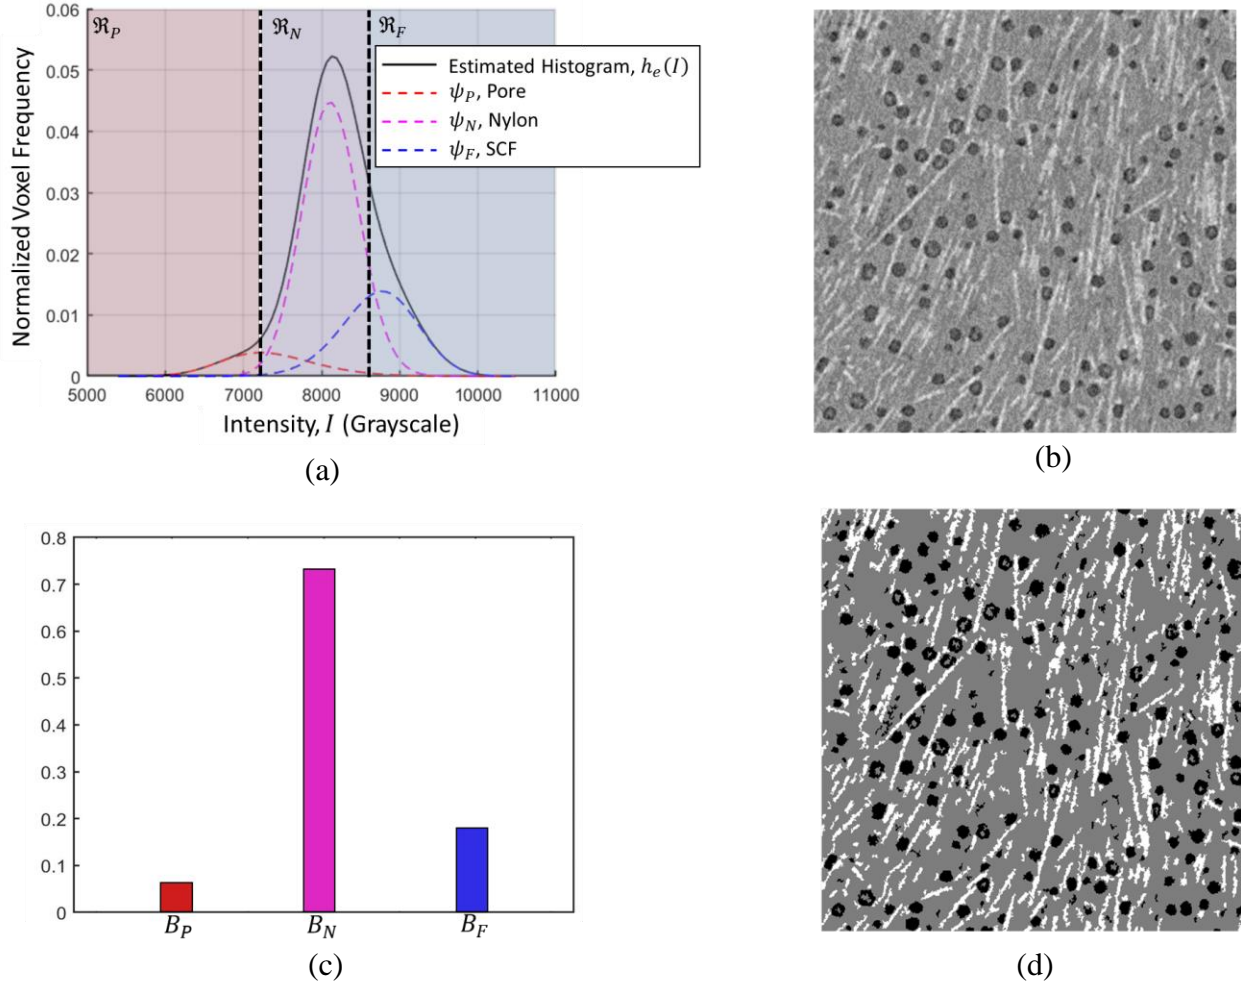 0.06
0.05
0.04
0.03
0.02
0.01
0
Normalized Voxel Frequency
ℜ_P
ℜ_N
ℜ_F
Estimated Histogram, h_e(I)
ψ_P, Pore
ψ_N, Nylon
ψ_F, SCF
5000 6000 7000 8000 9000 10000 11000
Intensity, I (Grayscale)
(a)
(b)
0.8
0.7
0.6
0.5
0.4
0.3
0.2
0.1
0
B_P B_N B_F
(c)
(d)